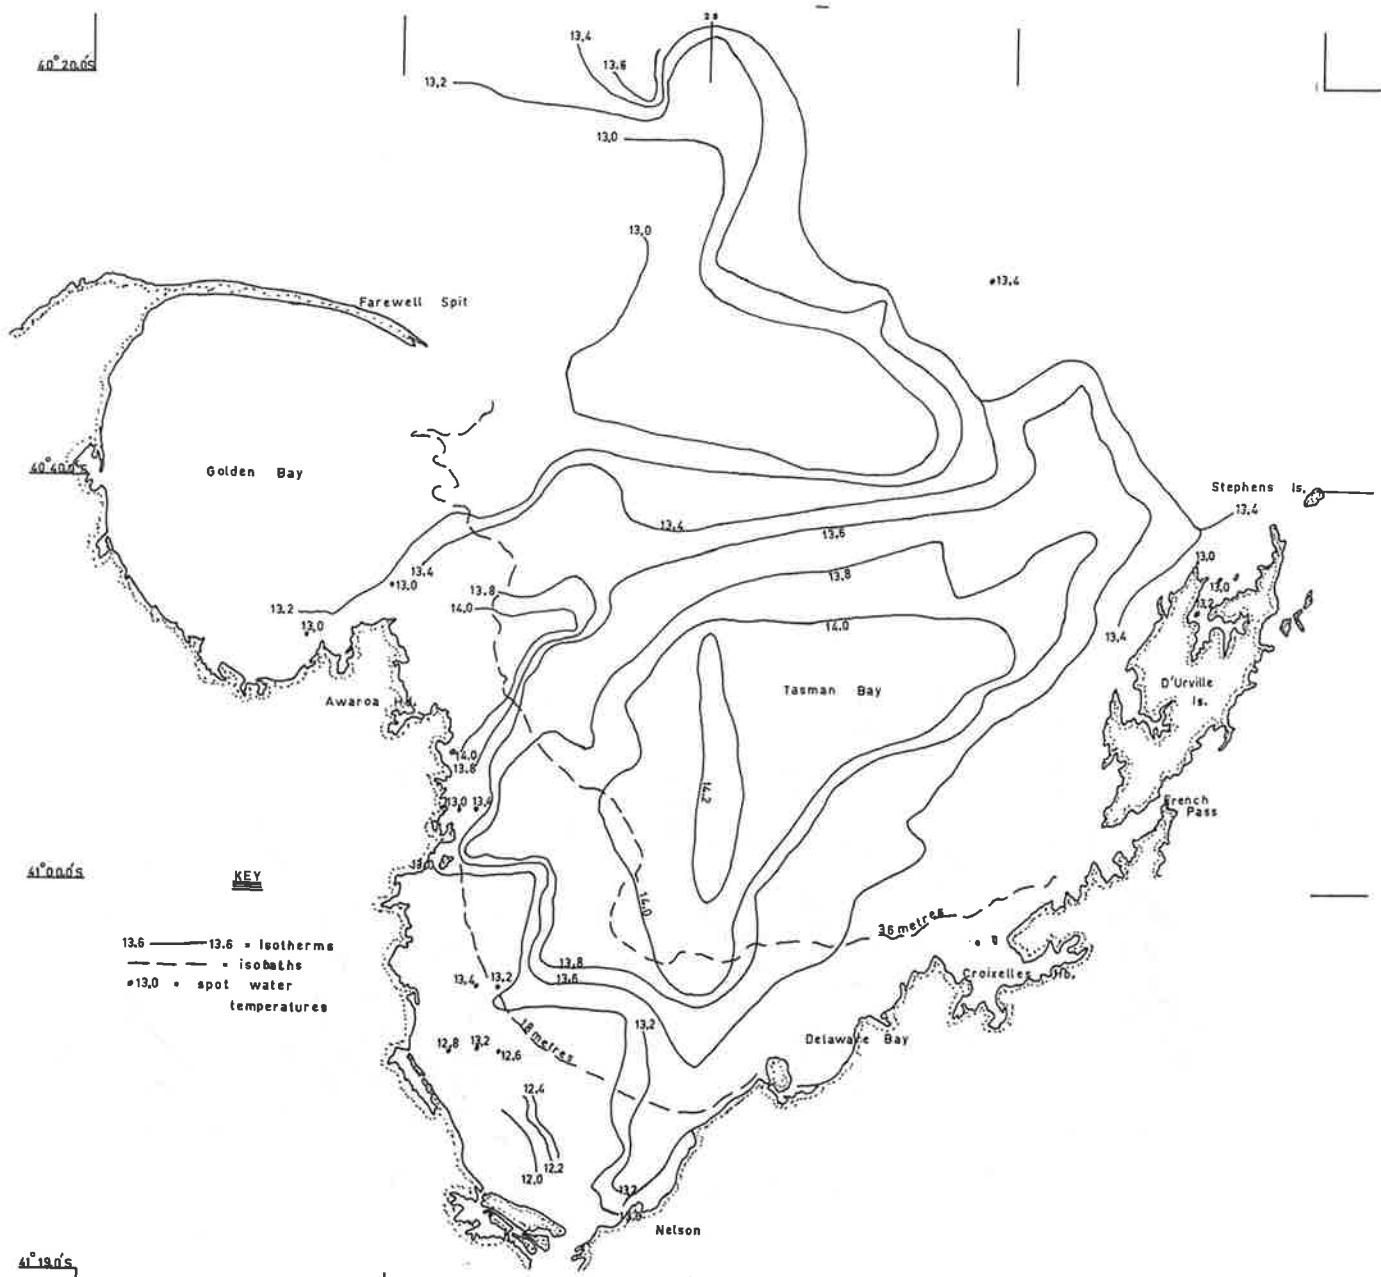 28
13,4
40°20.0'S
13,6
13,2
13,0
13,0
13,4
Farewell Spit
Golden Bay
40°40.0'S
Stephens Is.
13,4
13,4
13,6
13,0
13,4
13,8
13,0
13,8
13,0
14,0
13,2
13,2
14,0
13,0
13,4
Tasman Bay
D'Urville
Is.
Awaroa Hd.
14,0
13,8
14,2
13,0 13,4
French
Pass
41°00.0'S
KEY
14,0
36 metres
13,6 13,6 = Isotherms
= isobaths
13,0 = spot water
temperatures
13,8
13,6
13,4 13,2
Croixelles Hb.
18 metres
13,2
Delaware Bay
12,8 13,2 12,6
12,4
12,2
12,0
13,2
Nelson
41°19.0'S